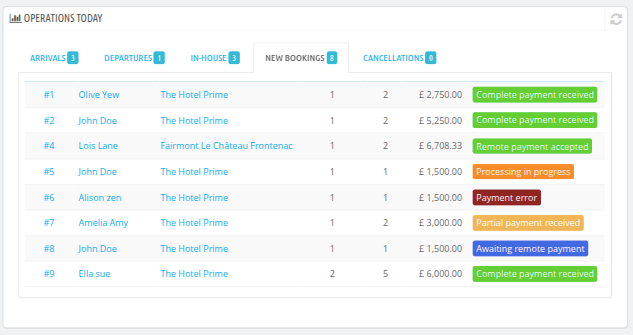 OPERATIONS TODAY
ARRIVALS 3 DEPARTURES 1 IN-HOUSE 3 NEW BOOKINGS 8 CANCELLATIONS 0
#1 Olive Yew The Hotel Prime 1 2 £ 2,750.00 Complete payment received
#2 John Doe The Hotel Prime 1 2 £ 5,250.00 Complete payment received
#4 Lois Lane Fairmont Le Château Frontenac 1 2 £ 6,708.33 Remote payment accepted
#5 John Doe The Hotel Prime 1 1 £ 1,500.00 Processing in progress
#6 Alison zen The Hotel Prime 1 1 £ 1,500.00 Payment error
#7 Amelia Amy The Hotel Prime 1 2 £ 3,000.00 Partial payment received
#8 John Doe The Hotel Prime 1 1 £ 1,500.00 Awaiting remote payment
#9 Ella sue The Hotel Prime 2 5 £ 6,000.00 Complete payment received